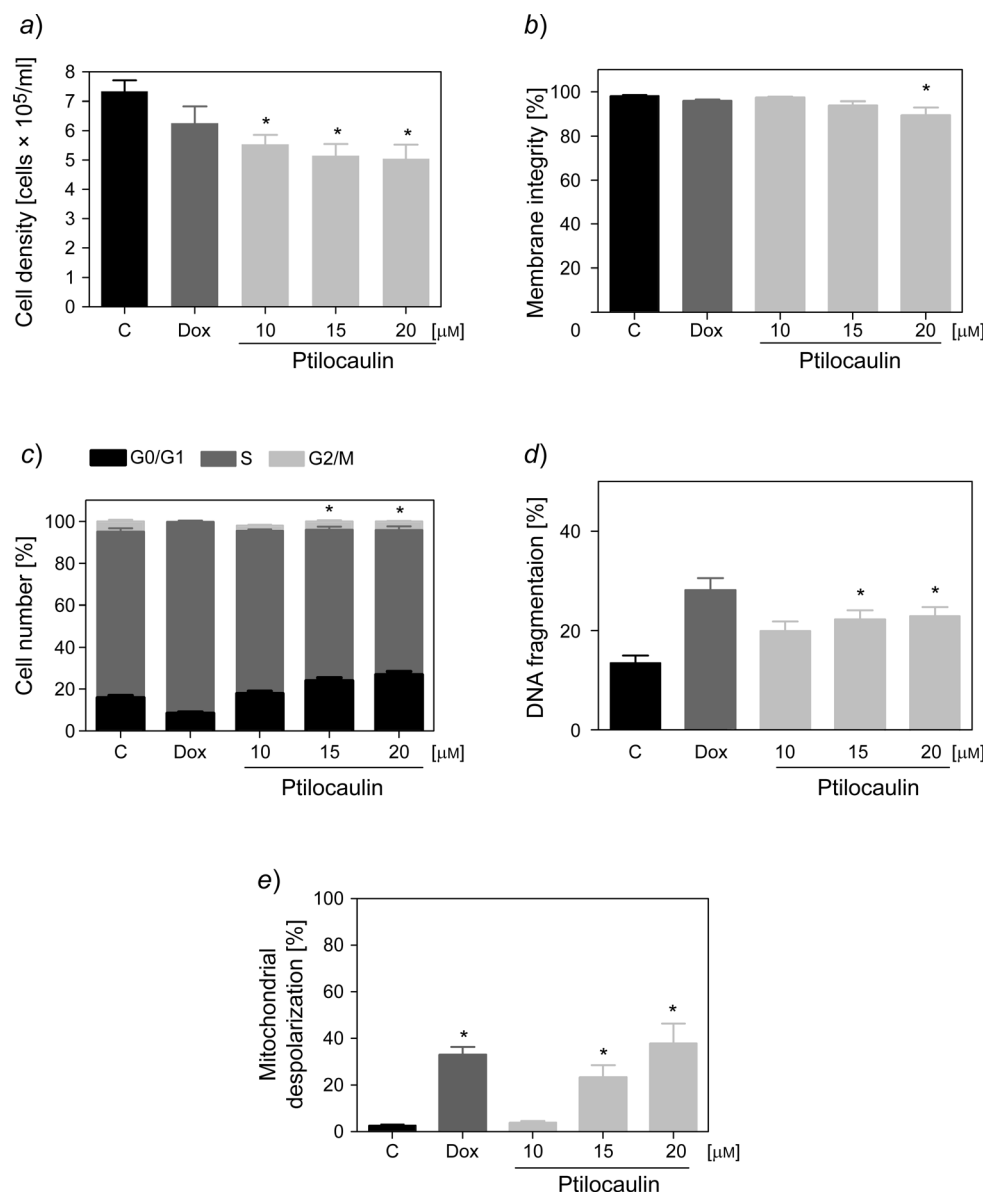 a)
Cell density [cells × 10⁵/ml]
8
7
6
5
4
3
2
1
0
* * *
C Dox 10 15 20 [μM]
Ptilocaulin
b)
Membrane integrity [%]
100
80
60
40
20
0
*
C Dox 10 15 20 [μM]
Ptilocaulin
c)
G0/G1 S G2/M
Cell number [%]
100
80
60
40
20
0
* *
C Dox 10 15 20 [μM]
Ptilocaulin
d)
DNA fragmentaion [%]
40
20
0
* *
C Dox 10 15 20 [μM]
Ptilocaulin
e)
Mitochondrial
despolarization [%]
100
80
60
40
20
0
* * *
C Dox 10 15 20 [μM]
Ptilocaulin